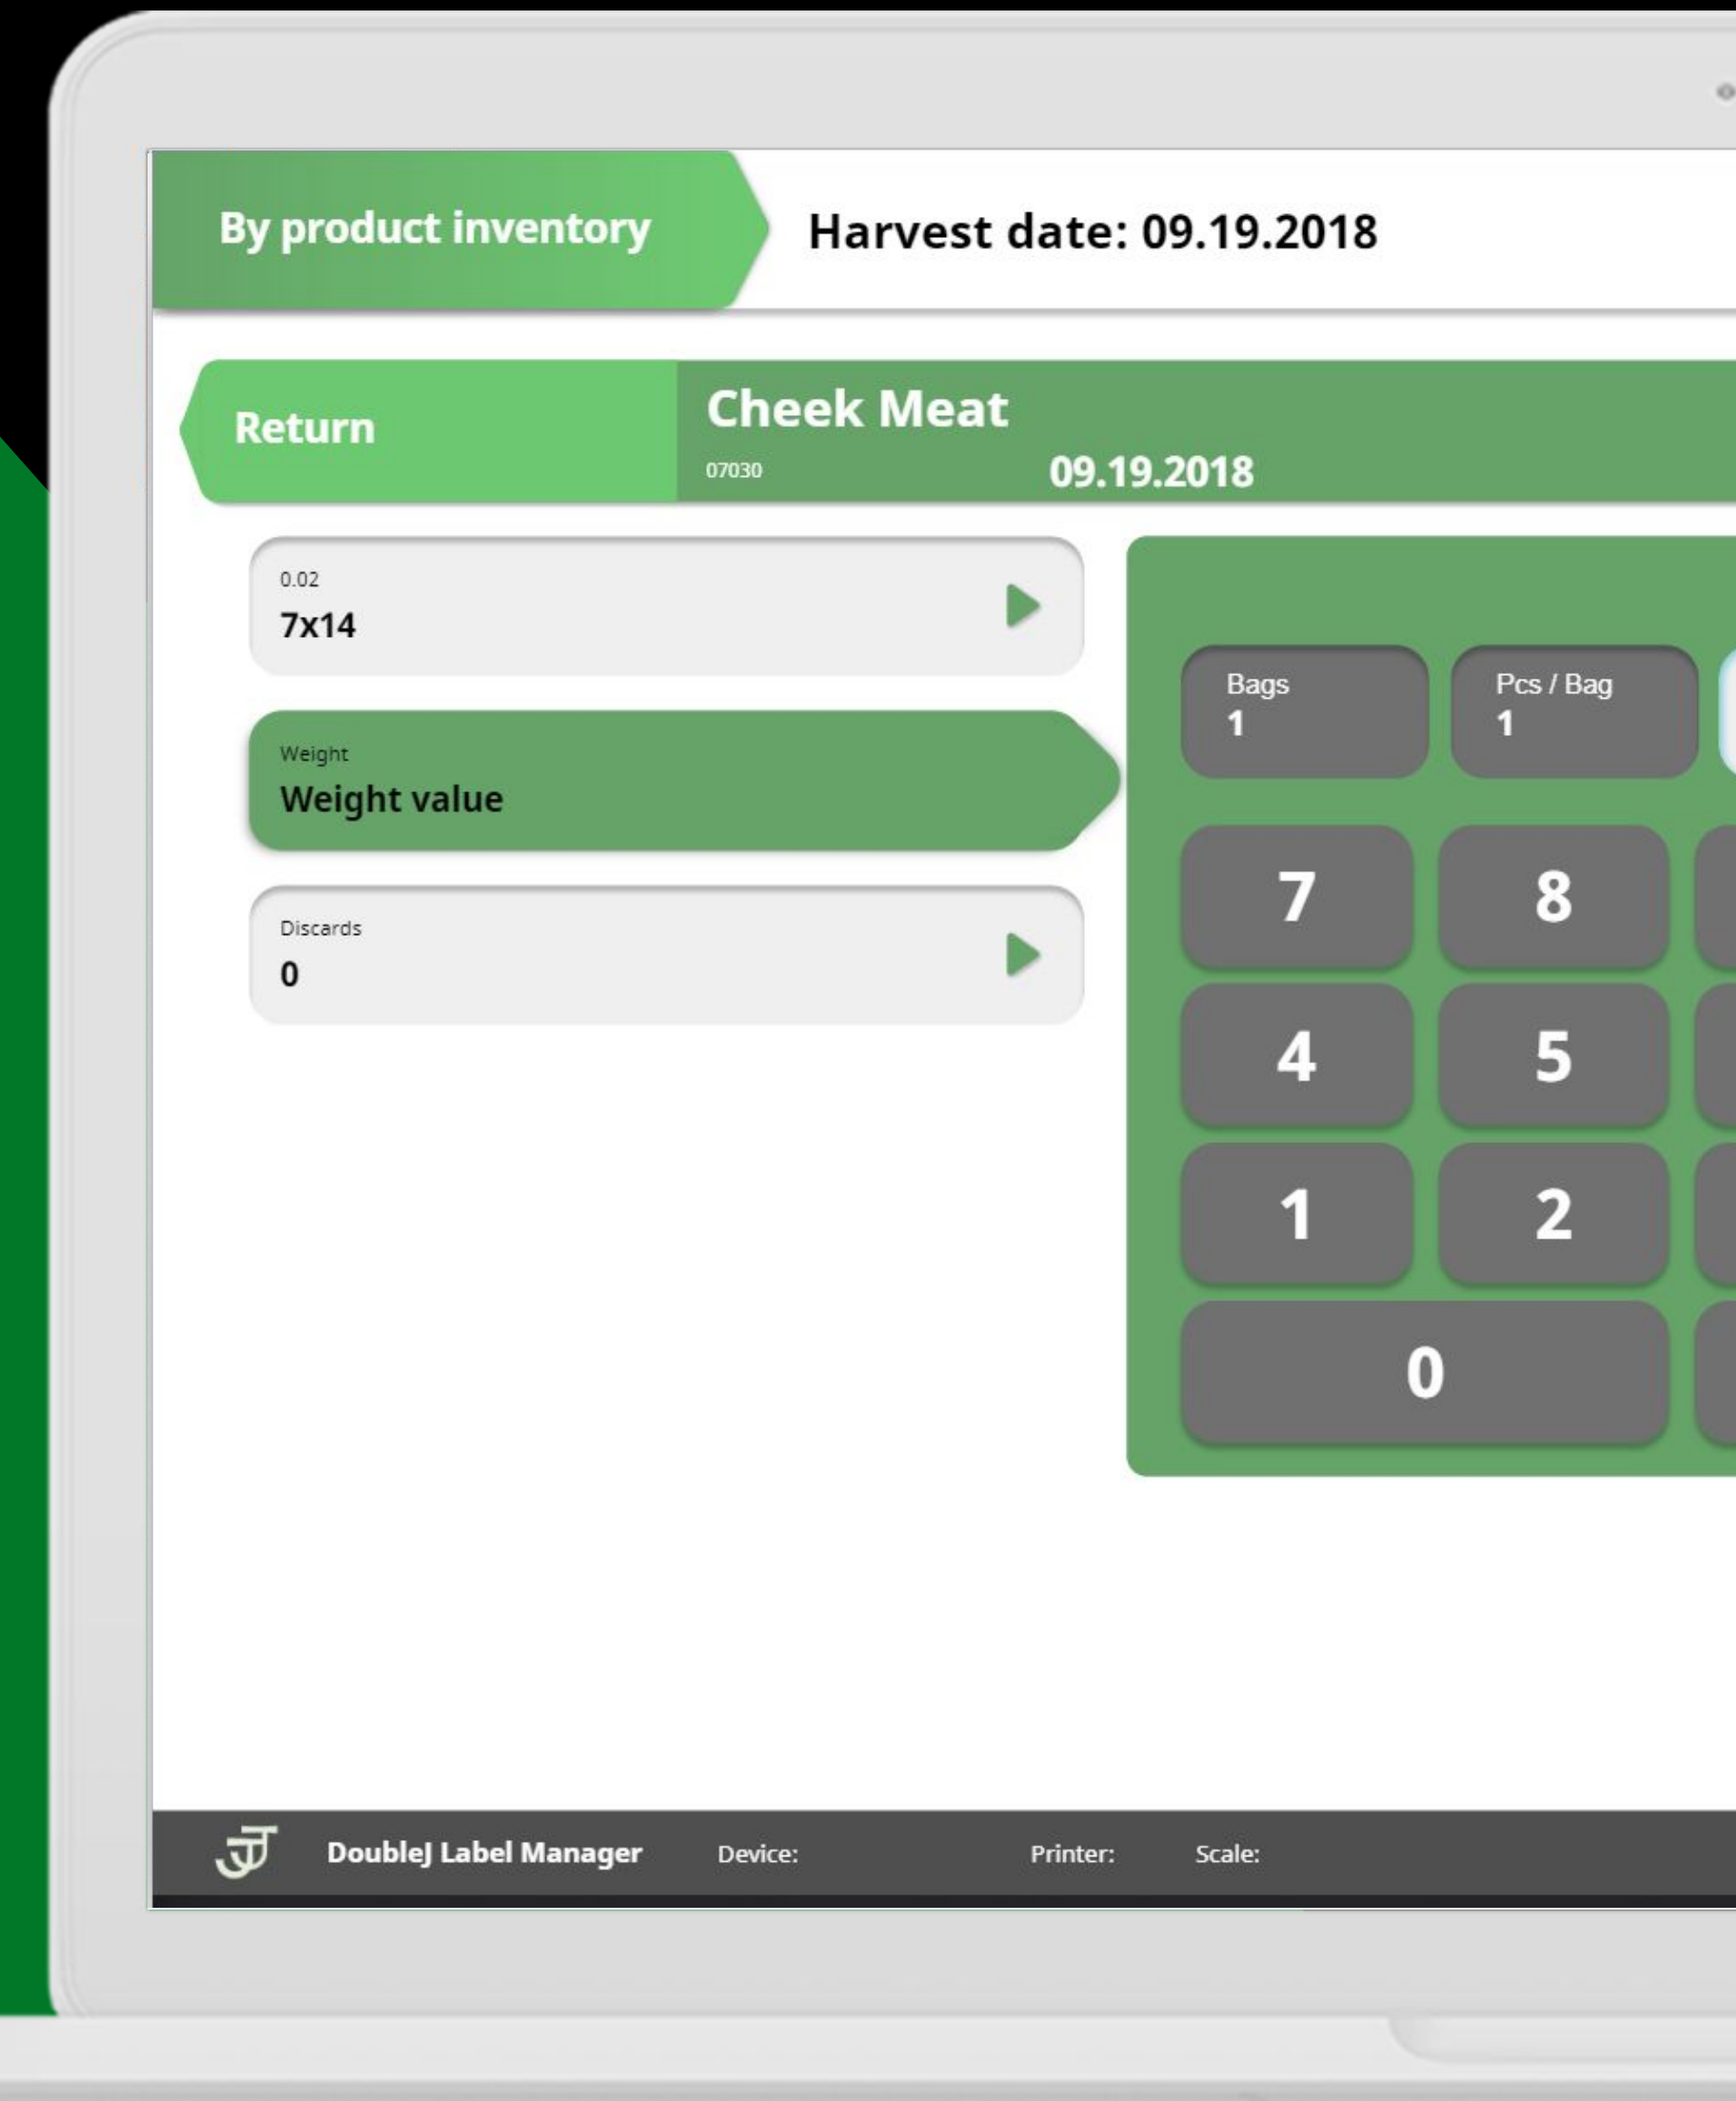 By product inventory
Harvest date: 09.19.2018
Return
Cheek Meat
07030
09.19.2018
0.02
7x14
Weight
Weight value
Discards
0
Bags
1
Pcs / Bag
1
7
8
4
5
1
2
0
DoubleJ Label Manager
Device:
Printer:
Scale: